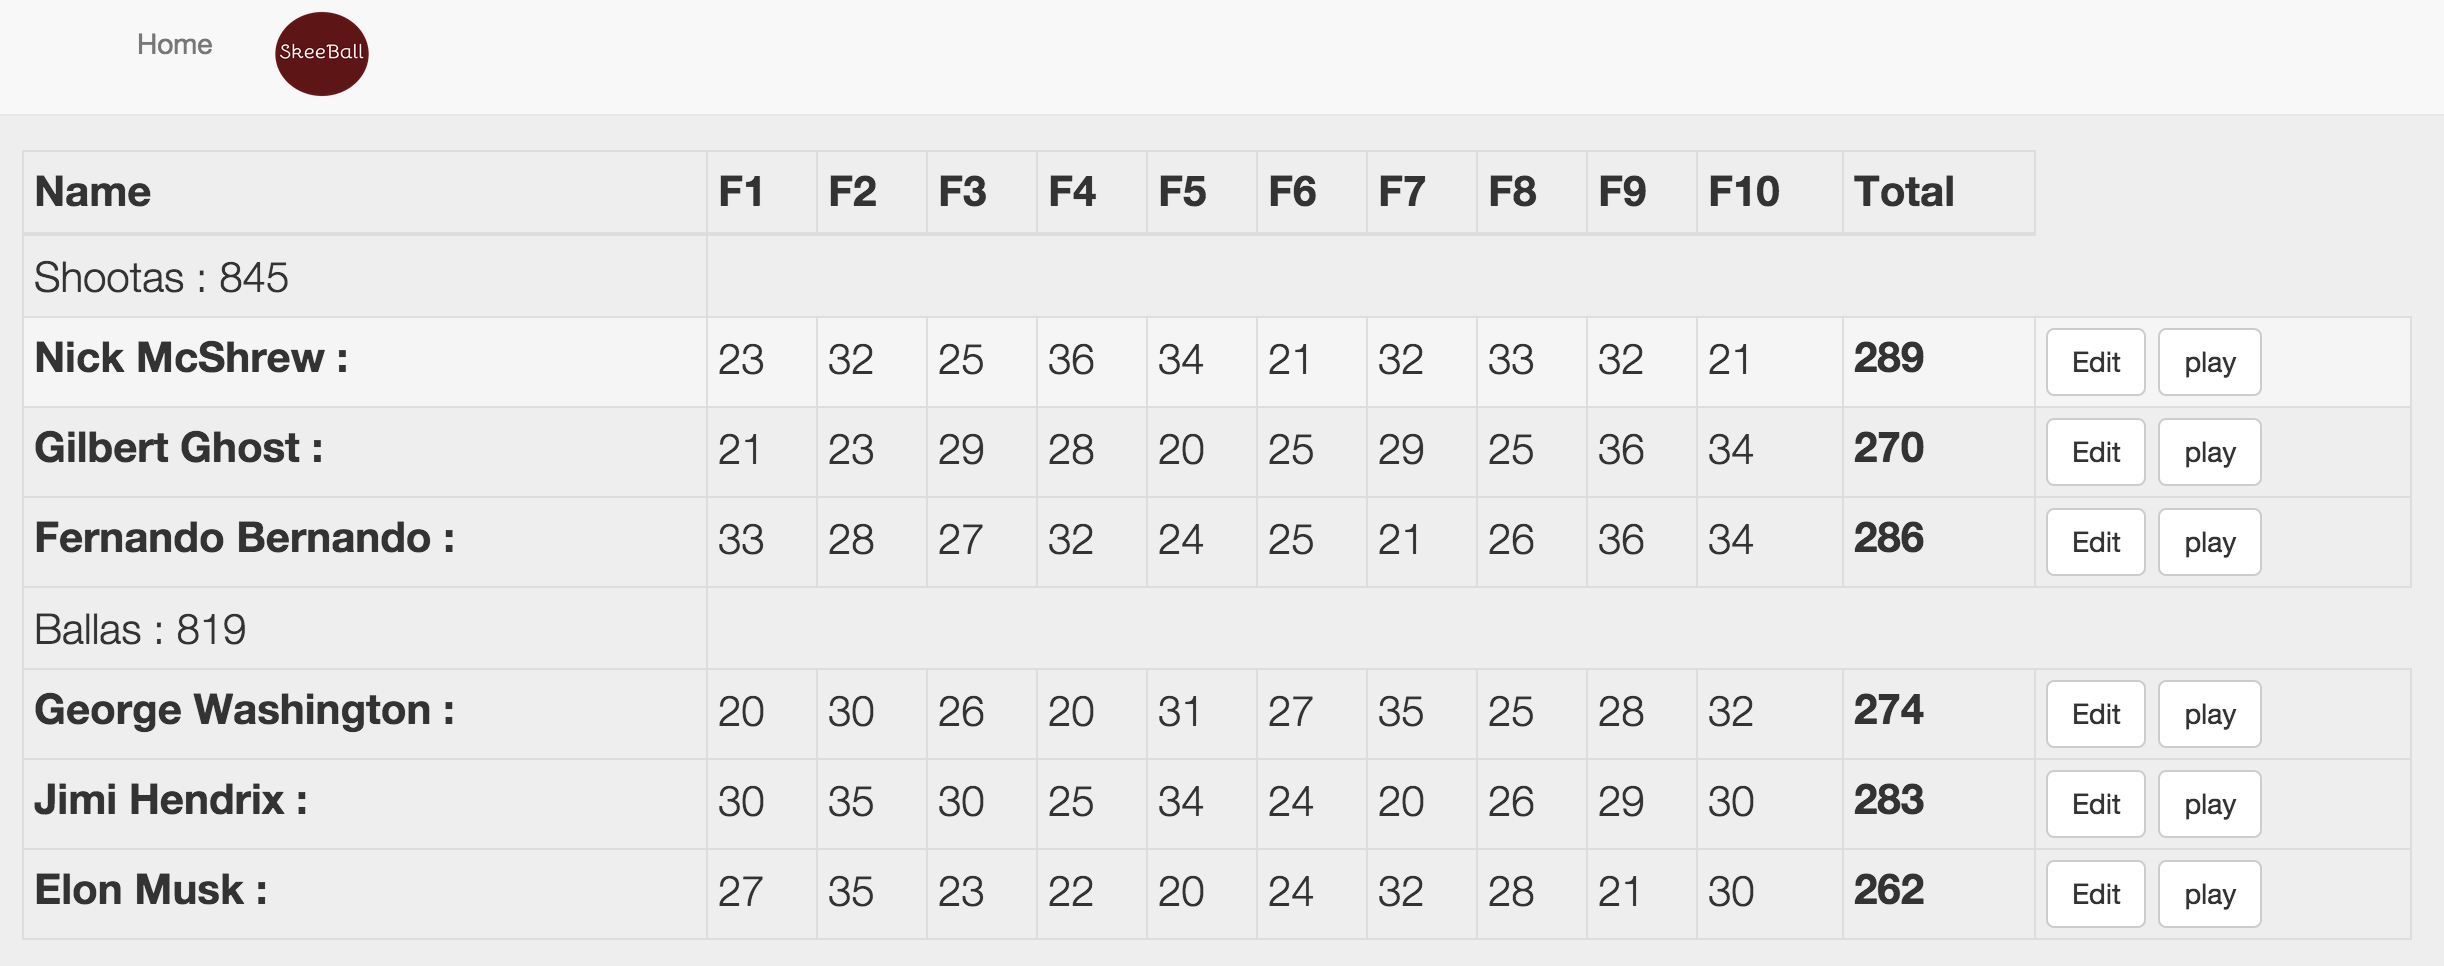 Home SkeeBall
Name F1 F2 F3 F4 F5 F6 F7 F8 F9 F10 Total
Shootas : 845
Nick McShrew : 23 32 25 36 34 21 32 33 32 21 289 Edit play
Gilbert Ghost : 21 23 29 28 20 25 29 25 36 34 270 Edit play
Fernando Bernando : 33 28 27 32 24 25 21 26 36 34 286 Edit play
Ballas : 819
George Washington : 20 30 26 20 31 27 35 25 28 32 274 Edit play
Jimi Hendrix : 30 35 30 25 34 24 20 26 29 30 283 Edit play
Elon Musk : 27 35 23 22 20 24 32 28 21 30 262 Edit play